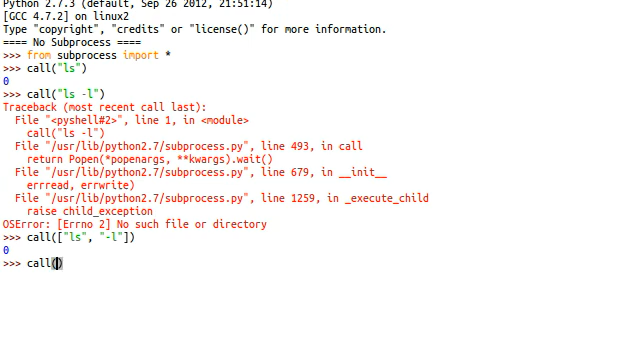 Python 2.7.3 (default, Sep 26 2012, 21:51:14)
[GCC 4.7.2] on linux2
Type "copyright", "credits" or "license()" for more information.
==== No Subprocess ====
>>> from subprocess import *
>>> call("ls")
0
>>> call("ls -l")
Traceback (most recent call last):
  File "<pyshell#2>", line 1, in <module>
    call("ls -l")
  File "/usr/lib/python2.7/subprocess.py", line 493, in call
    return Popen(*popenargs, **kwargs).wait()
  File "/usr/lib/python2.7/subprocess.py", line 679, in __init__
    errread, errwrite)
  File "/usr/lib/python2.7/subprocess.py", line 1259, in _execute_child
    raise child_exception
OSError: [Errno 2] No such file or directory
>>> call(["ls", "-l"])
0
>>> call()